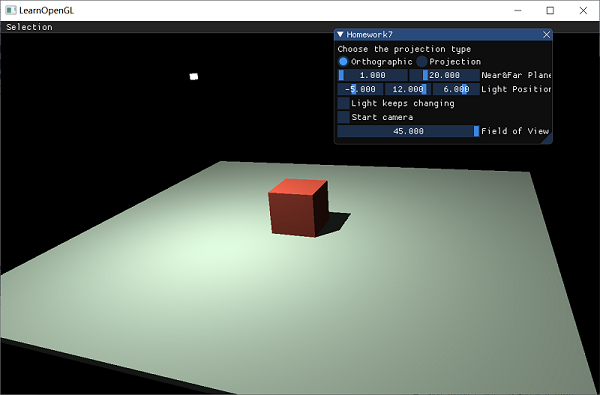 LearnOpenGL
Selection
Homework7
Choose the projection type
Orthographic Projection
1.000 20.000 Near&Far Plane
-5.000 12.000 6.000 Light Position
Light keeps changing
Start camera
45.000 Field of View